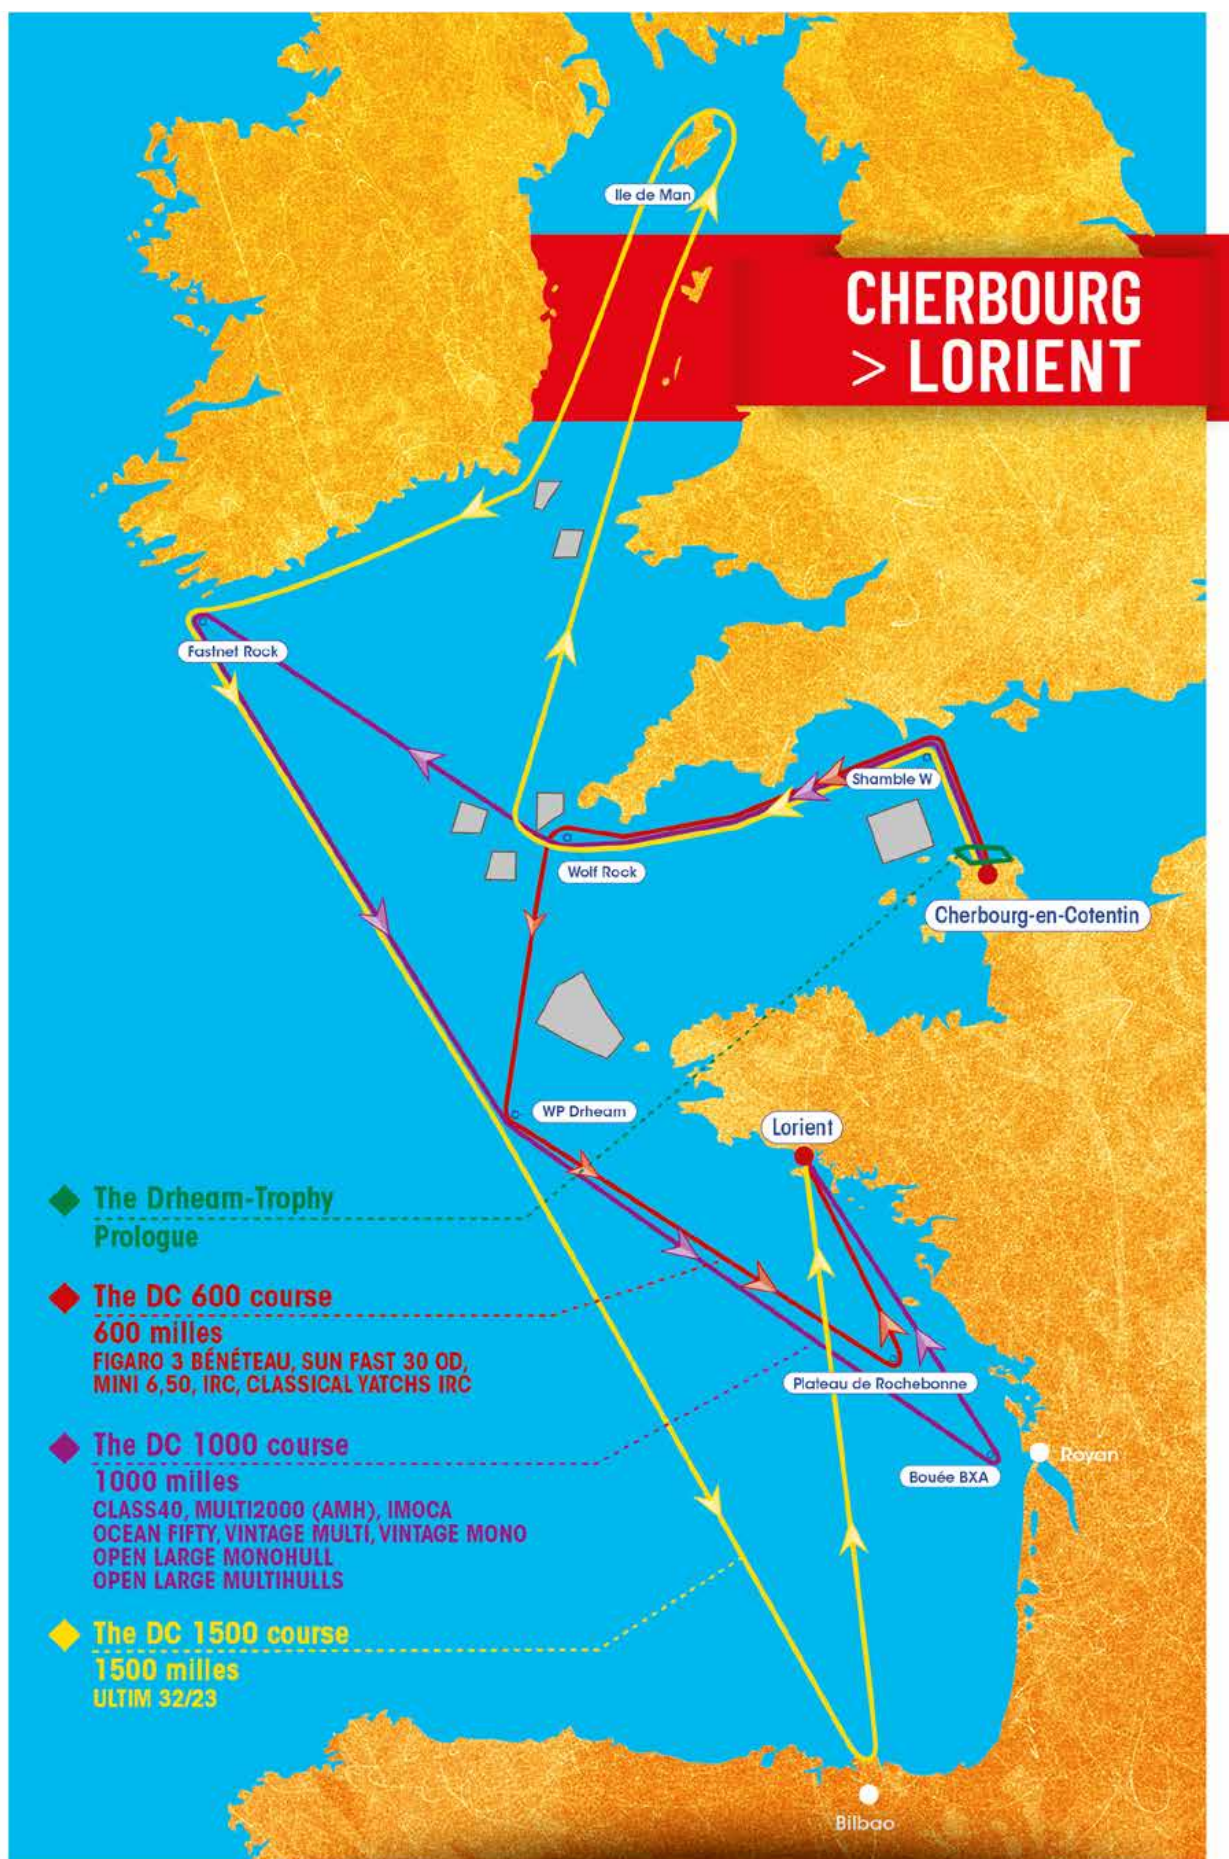 Ile de Man
CHERBOURG
> LORIENT
Fastnet Rock
Shamble W
Wolf Rock
Cherbourg-en-Cotentin
WP Drheam
Lorient
The Drheam-Trophy
Prologue
The DC 600 course
600 milles
FIGARO 3 BÉNÉTEAU, SUN FAST 30 OD,
MINI 6,50, IRC, CLASSICAL YATCHS IRC
Plateau de Rochebonne
The DC 1000 course
1000 milles
CLASS40, MULTI2000 (AMH), IMOCA
OCEAN FIFTY, VINTAGE MULTI, VINTAGE MONO
OPEN LARGE MONOHULL
OPEN LARGE MULTIHULLS
Royan
Bouée BXA
The DC 1500 course
1500 milles
ULTIM 32/23
Bilbao